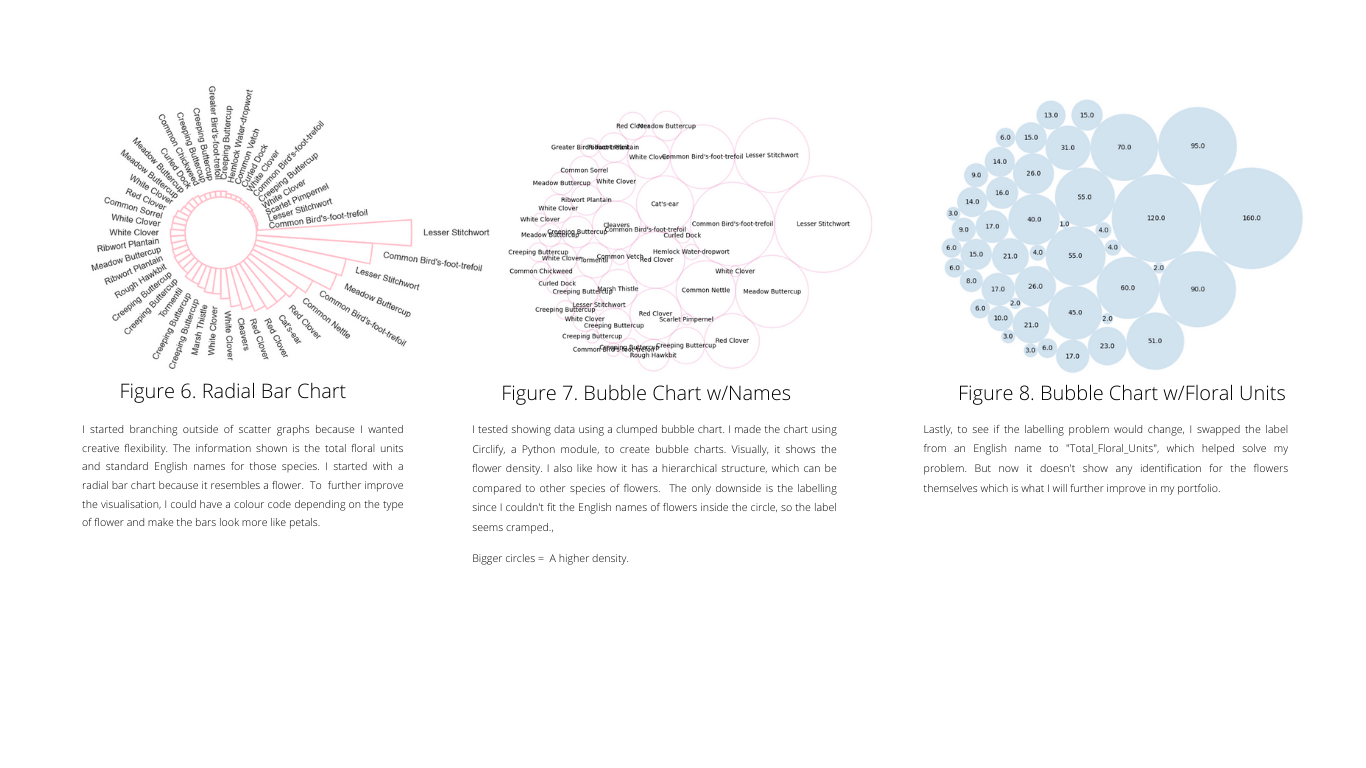 Greater Bird's-foot-trefoil
Creeping Buttercup
Hemlock Water-dropwort
Common Vetch
Curled Dock
White Clover
Common Bird's-foot-trefoil
Creeping Buttercup
White Clover
Scarlet Pimpernel
Lesser Stitchwort
Common Bird's-foot-trefoil
Lesser Stitchwort
Common Bird's-foot-trefoil
Lesser Stitchwort
Meadow Buttercup
Common Bird's-foot-trefoil
Common Nettle
Red Clover
Cat's-ear
Red Clover
Red Clover
Cleavers
White Clover
White Clover
Marsh Thistle
Creeping Buttercup
Creeping Buttercup
Tormentil
Creeping Buttercup
Creeping Buttercup
Rough Hawkbit
Ribwort Plantain
Meadow Buttercup
Ribwort Plantain
White Clover
White Clover
Common Sorrel
Red Clover
White Clover
Meadow Buttercup
Meadow Buttercup
Curled Dock
Common Chickweed
Creeping Buttercup
Creeping Buttercup
Figure 6. Radial Bar Chart
I started branching outside of scatter graphs because I wanted
creative flexibility. The information shown is the total floral units
and standard English names for those species. I started with a
radial bar chart because it resembles a flower. To further improve
the visualisation, I could have a colour code depending on the type
of flower and make the bars look more like petals.
Meadow Buttercup
White Clover
Common Bird's-foot-trefoil
Lesser Stitchwort
Common Sorrel
Meadow Buttercup
White Clover
Ribwort Plantain
White Clover
Cat's-ear
White Clover
Cleavers
Common Bird's-foot-trefoil
Common Bird's-foot-trefoil
Lesser Stitchwort
Meadow Buttercup
Creeping Buttercup
Curled Dock
Creeping Buttercup
White Clover
Tormentil
Common Vetch
Red Clover
Hemlock Water-dropwort
Common Chickweed
White Clover
Curled Dock
Creeping Buttercup
Marsh Thistle
Common Nettle
Meadow Buttercup
Lesser Stitchwort
Creeping Buttercup
White Clover
Red Clover
Scarlet Pimpernel
Creeping Buttercup
Creeping Buttercup
Creeping Buttercup
Red Clover
Rough Hawkbit
Figure 7. Bubble Chart w/Names
I tested showing data using a clumped bubble chart. I made the chart using
Circlify, a Python module, to create bubble charts. Visually, it shows the
flower density. I also like how it has a hierarchical structure, which can be
compared to other species of flowers. The only downside is the labelling
since I couldn't fit the English names of flowers inside the circle, so the label
seems cramped.,
Bigger circles = A higher density.
13.0
15.0
6.0
15.0
31.0
70.0
95.0
14.0
9.0
26.0
16.0
14.0
55.0
3.0
40.0
1.0
120.0
160.0
9.0
17.0
4.0
6.0
15.0
21.0
4.0
55.0
4.0
6.0
2.0
8.0
17.0
26.0
60.0
90.0
2.0
6.0
10.0
21.0
45.0
2.0
3.0
3.0
6.0
17.0
23.0
51.0
Figure 8. Bubble Chart w/Floral Units
Lastly, to see if the labelling problem would change, I swapped the label
from an English name to "Total_Floral_Units", which helped solve my
problem. But now it doesn't show any identification for the flowers
themselves which is what I will further improve in my portfolio.